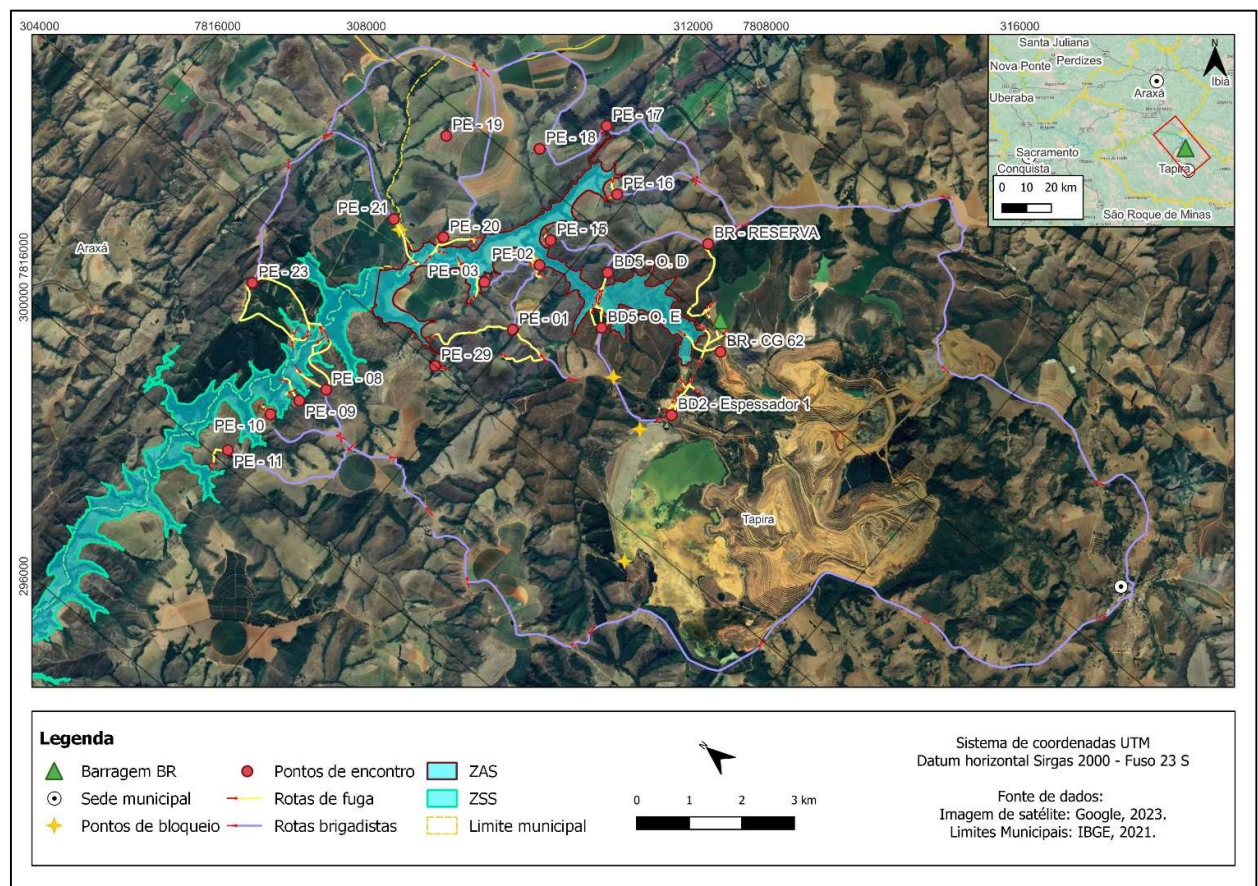 304000
7816000
308000
312000
7808000
316000
Santa Juliana
Nova Ponte
Perdizes
N
Ibiá
Uberaba
Araxá
Sacramento
Conquista
Tapira
0 10 20 km
São Roque de Minas
PE - 19
PE - 17
PE - 18
PE - 16
PE - 21
PE - 20
PE - 15
BR - RESERVA
Araxá
PE - 23
PE - 03
PE-02
BD5 - O. D
7816000
300000
PE - 01
BD5 - O. E
BR - CG 62
PE - 29
PE - 08
PE - 09
BD2 - Espessador 1
PE - 10
PE - 11
Tapira
296000
Legenda
Barragem BR
Sede municipal
Pontos de bloqueio
Pontos de encontro
Rotas de fuga
Rotas brigadistas
ZAS
ZSS
Limite municipal
N
0 1 2 3 km
Sistema de coordenadas UTM
Datum horizontal Sirgas 2000 - Fuso 23 S
Fonte de dados:
Imagem de satélite: Google, 2023.
Limites Municipais: IBGE, 2021.